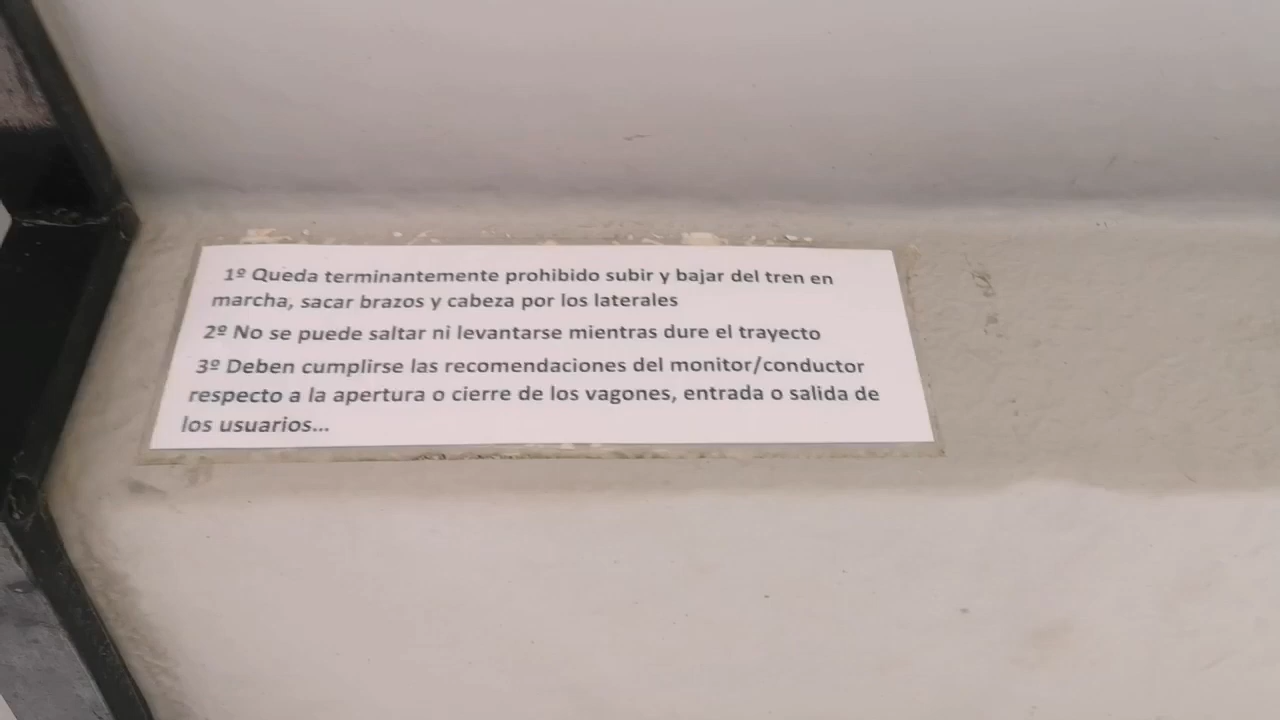 1º Queda terminantemente prohibido subir y bajar del tren en
marcha, sacar brazos y cabeza por los laterales
2º No se puede saltar ni levantarse mientras dure el trayecto
3º Deben cumplirse las recomendaciones del monitor/conductor
respecto a la apertura o cierre de los vagones, entrada o salida de
los usuarios...